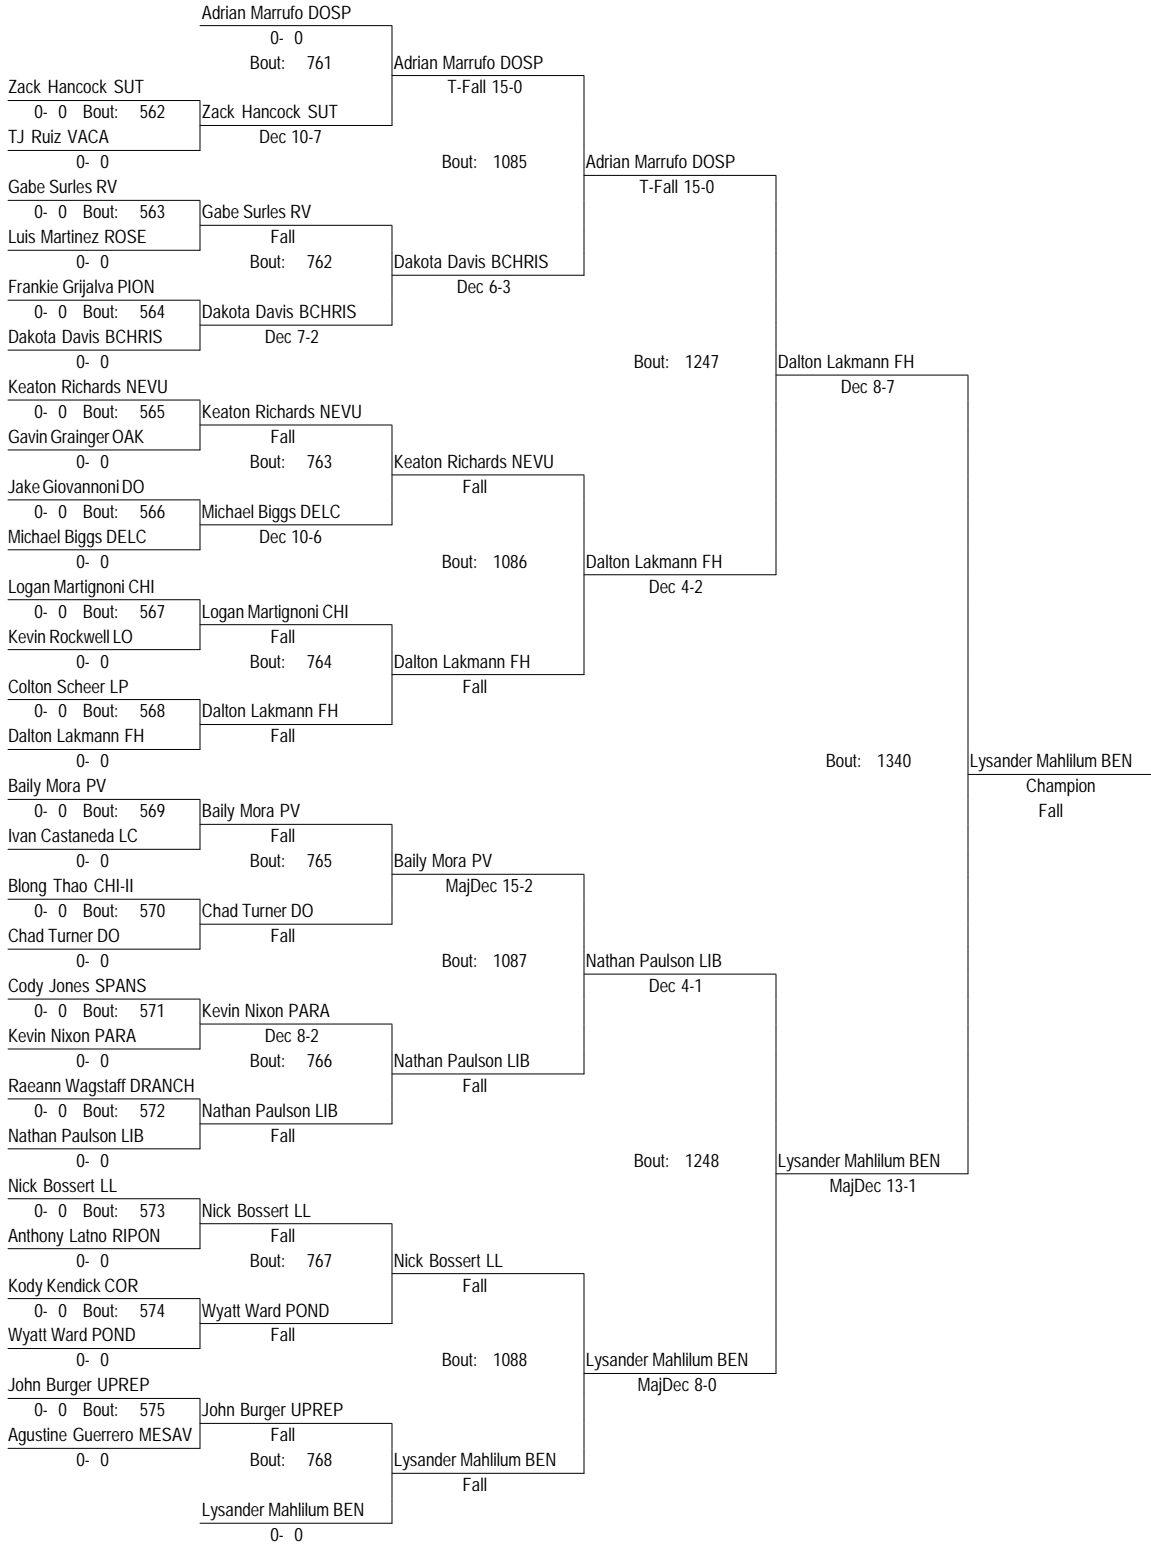 Adrian Marrufo DOSP
0- 0
Bout: 761 Adrian Marrufo DOSP
Zack Hancock SUT T-Fall 15-0
0- 0 Bout: 562 Zack Hancock SUT
TJ Ruiz VACA Dec 10-7
0- 0 Bout: 1085 Adrian Marrufo DOSP
Gabe Surles RV T-Fall 15-0
0- 0 Bout: 563 Gabe Surles RV
Luis Martinez ROSE Fall
0- 0 Bout: 762 Dakota Davis BCHRIS
Frankie Grijalva PION Dec 6-3
0- 0 Bout: 564 Dakota Davis BCHRIS
Dakota Davis BCHRIS Dec 7-2
0- 0 Bout: 1247 Dalton Lakmann FH
Keaton Richards NEVU Dec 8-7
0- 0 Bout: 565 Keaton Richards NEVU
Gavin Grainger OAK Fall
0- 0 Bout: 763 Keaton Richards NEVU
Jake Giovannoni DO Fall
0- 0 Bout: 566 Michael Biggs DELC
Michael Biggs DELC Dec 10-6
0- 0 Bout: 1086 Dalton Lakmann FH
Logan Martignoni CHI Dec 4-2
0- 0 Bout: 567 Logan Martignoni CHI
Kevin Rockwell LO Fall
0- 0 Bout: 764 Dalton Lakmann FH
Colton Scheer LP Fall
0- 0 Bout: 568 Dalton Lakmann FH
Dalton Lakmann FH Fall
0- 0 Bout: 1340 Lysander Mahlilum BEN
Baily Mora PV Champion
0- 0 Bout: 569 Baily Mora PV Fall
Ivan Castaneda LC Fall
0- 0 Bout: 765 Baily Mora PV
Blong Thao CHI-II MajDec 15-2
0- 0 Bout: 570 Chad Turner DO
Chad Turner DO Fall
0- 0 Bout: 1087 Nathan Paulson LIB
Cody Jones SPANS Dec 4-1
0- 0 Bout: 571 Kevin Nixon PARA
Kevin Nixon PARA Dec 8-2
0- 0 Bout: 766 Nathan Paulson LIB
Raeann Wagstaff DRANCH Fall
0- 0 Bout: 572 Nathan Paulson LIB
Nathan Paulson LIB Fall
0- 0 Bout: 1248 Lysander Mahlilum BEN
Nick Bossert LL MajDec 13-1
0- 0 Bout: 573 Nick Bossert LL
Anthony Latno RIPON Fall
0- 0 Bout: 767 Nick Bossert LL
Kody Kendick COR Fall
0- 0 Bout: 574 Wyatt Ward POND
Wyatt Ward POND Fall
0- 0 Bout: 1088 Lysander Mahlilum BEN
John Burger UPREP MajDec 8-0
0- 0 Bout: 575 John Burger UPREP
Agustine Guerrero MESAV Fall
0- 0 Bout: 768 Lysander Mahlilum BEN
Fall
Lysander Mahlilum BEN
0- 0